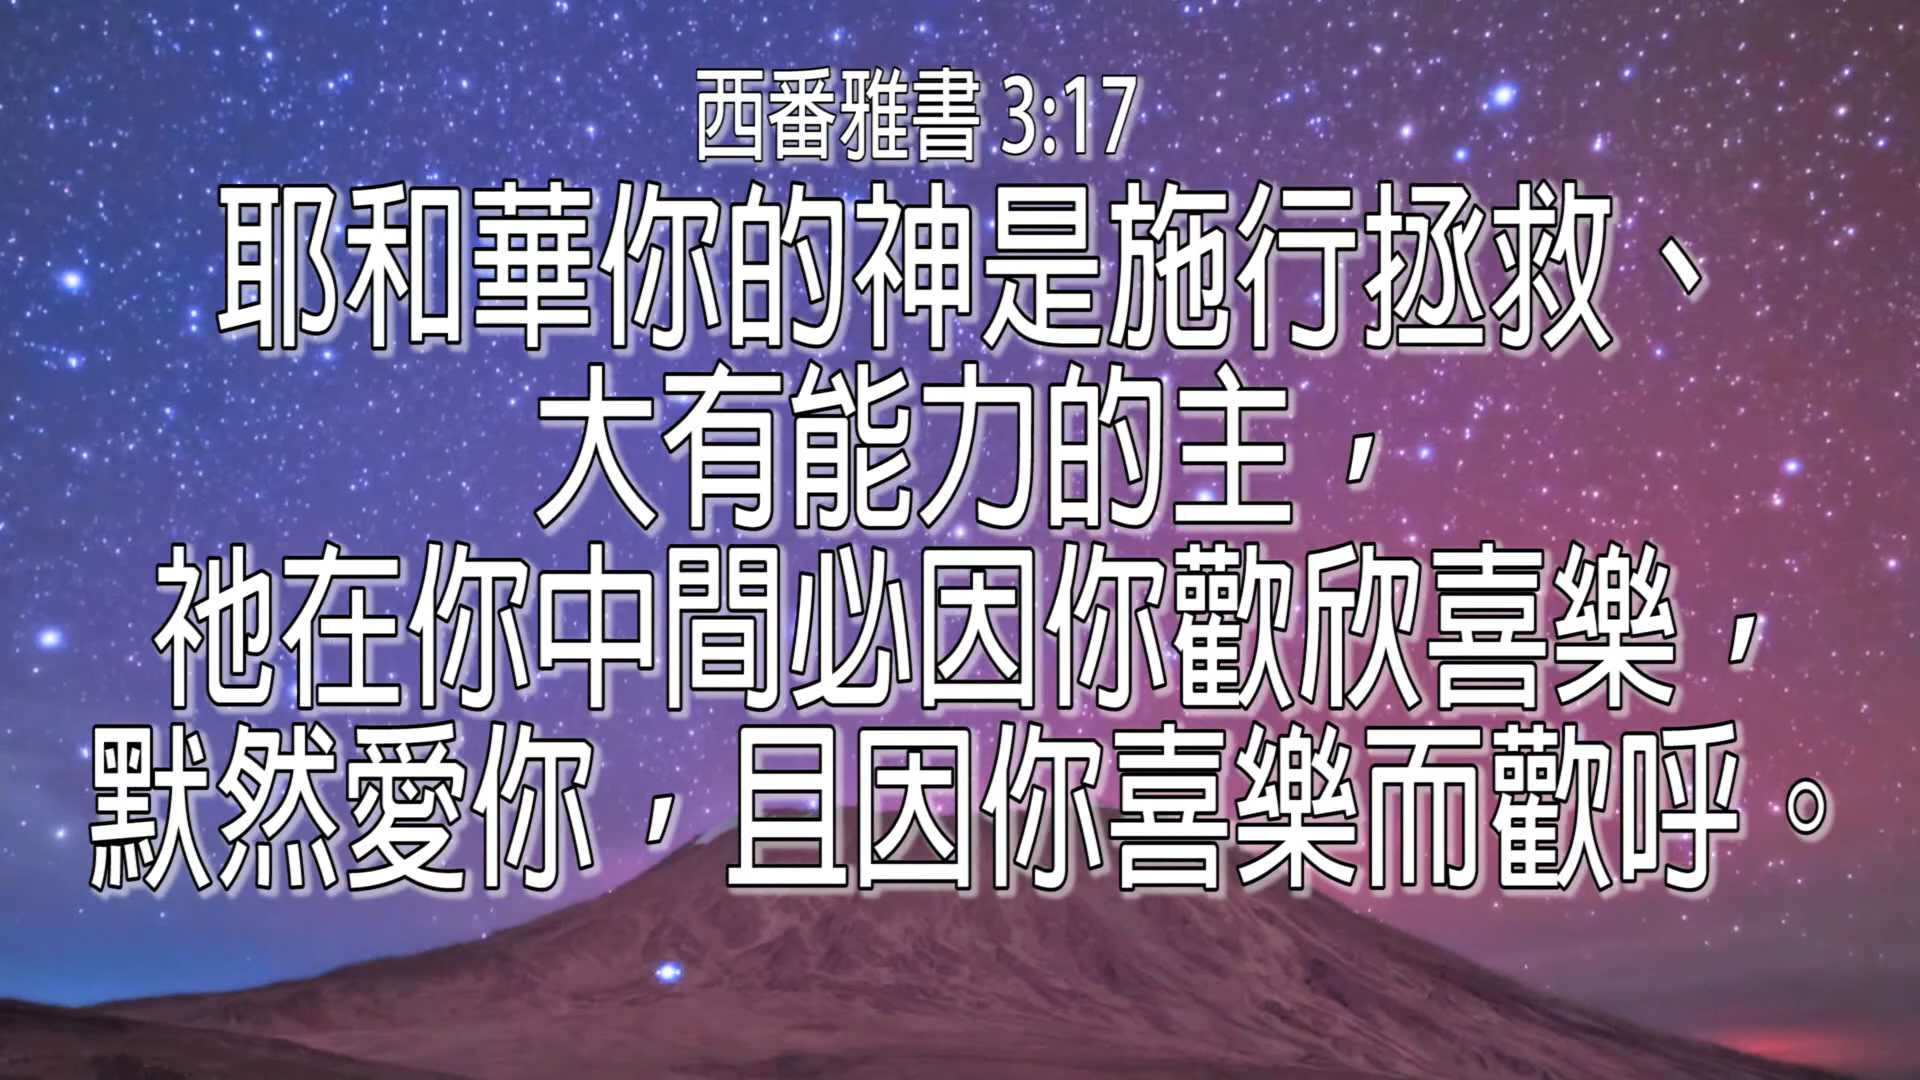 西番雅書 3:17
耶和華你的神是施行拯救、
大有能力的主，
祂在你中間必因你歡欣喜樂，
默然愛你，且因你喜樂而歡呼。